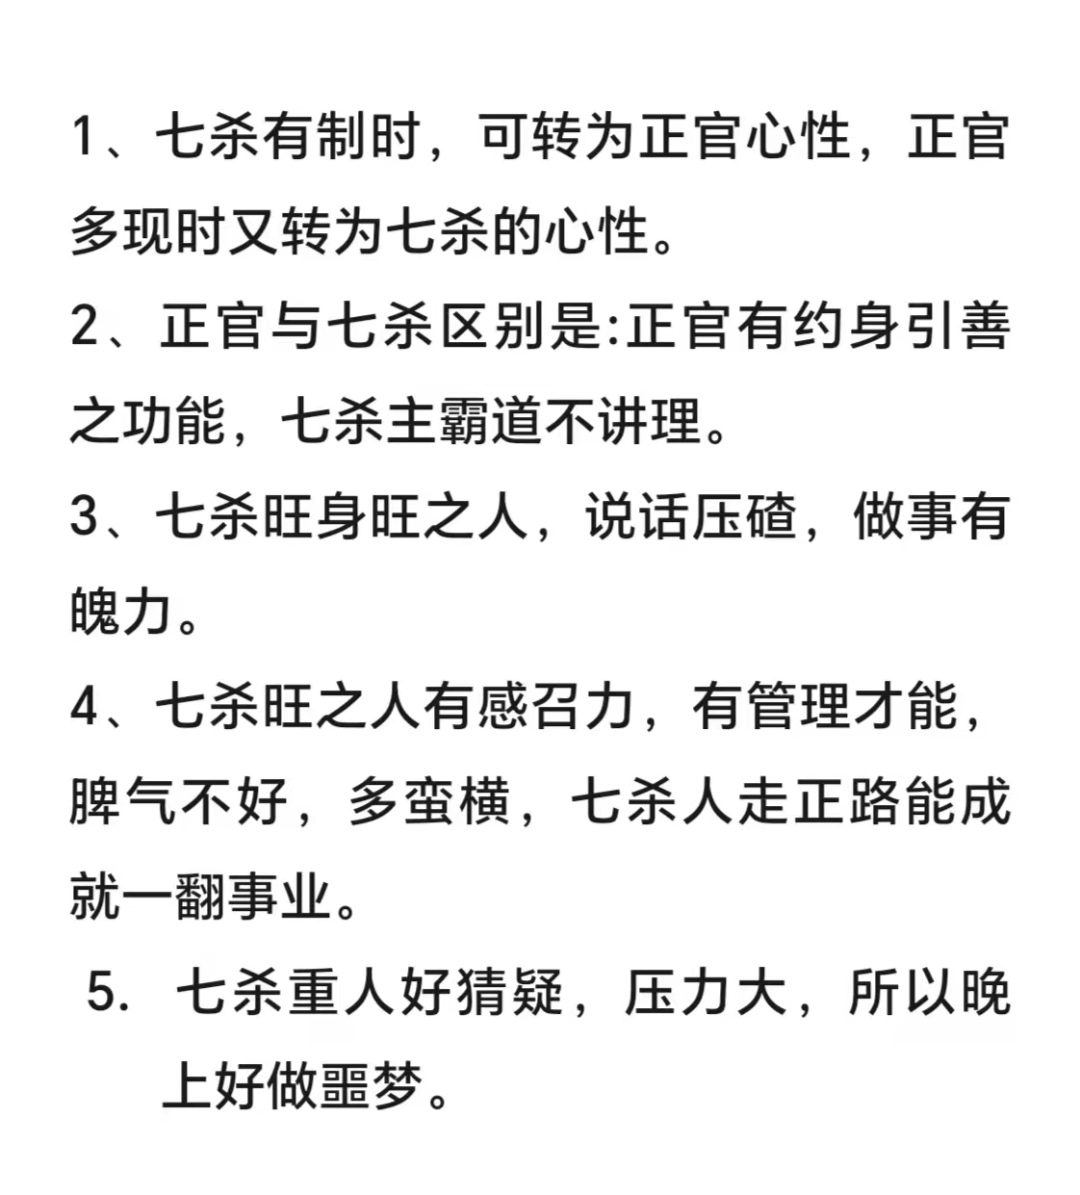 1、七杀有制时，可转为正官心性，正官
多现时又转为七杀的心性。
2、正官与七杀区别是:正官有约身引善
之功能，七杀主霸道不讲理。
3、七杀旺身旺之人，说话压碴，做事有
魄力。
4、七杀旺之人有感召力，有管理才能，
脾气不好，多蛮横，七杀人走正路能成
就一翻事业。
5. 七杀重人好猜疑，压力大，所以晚
上好做噩梦。